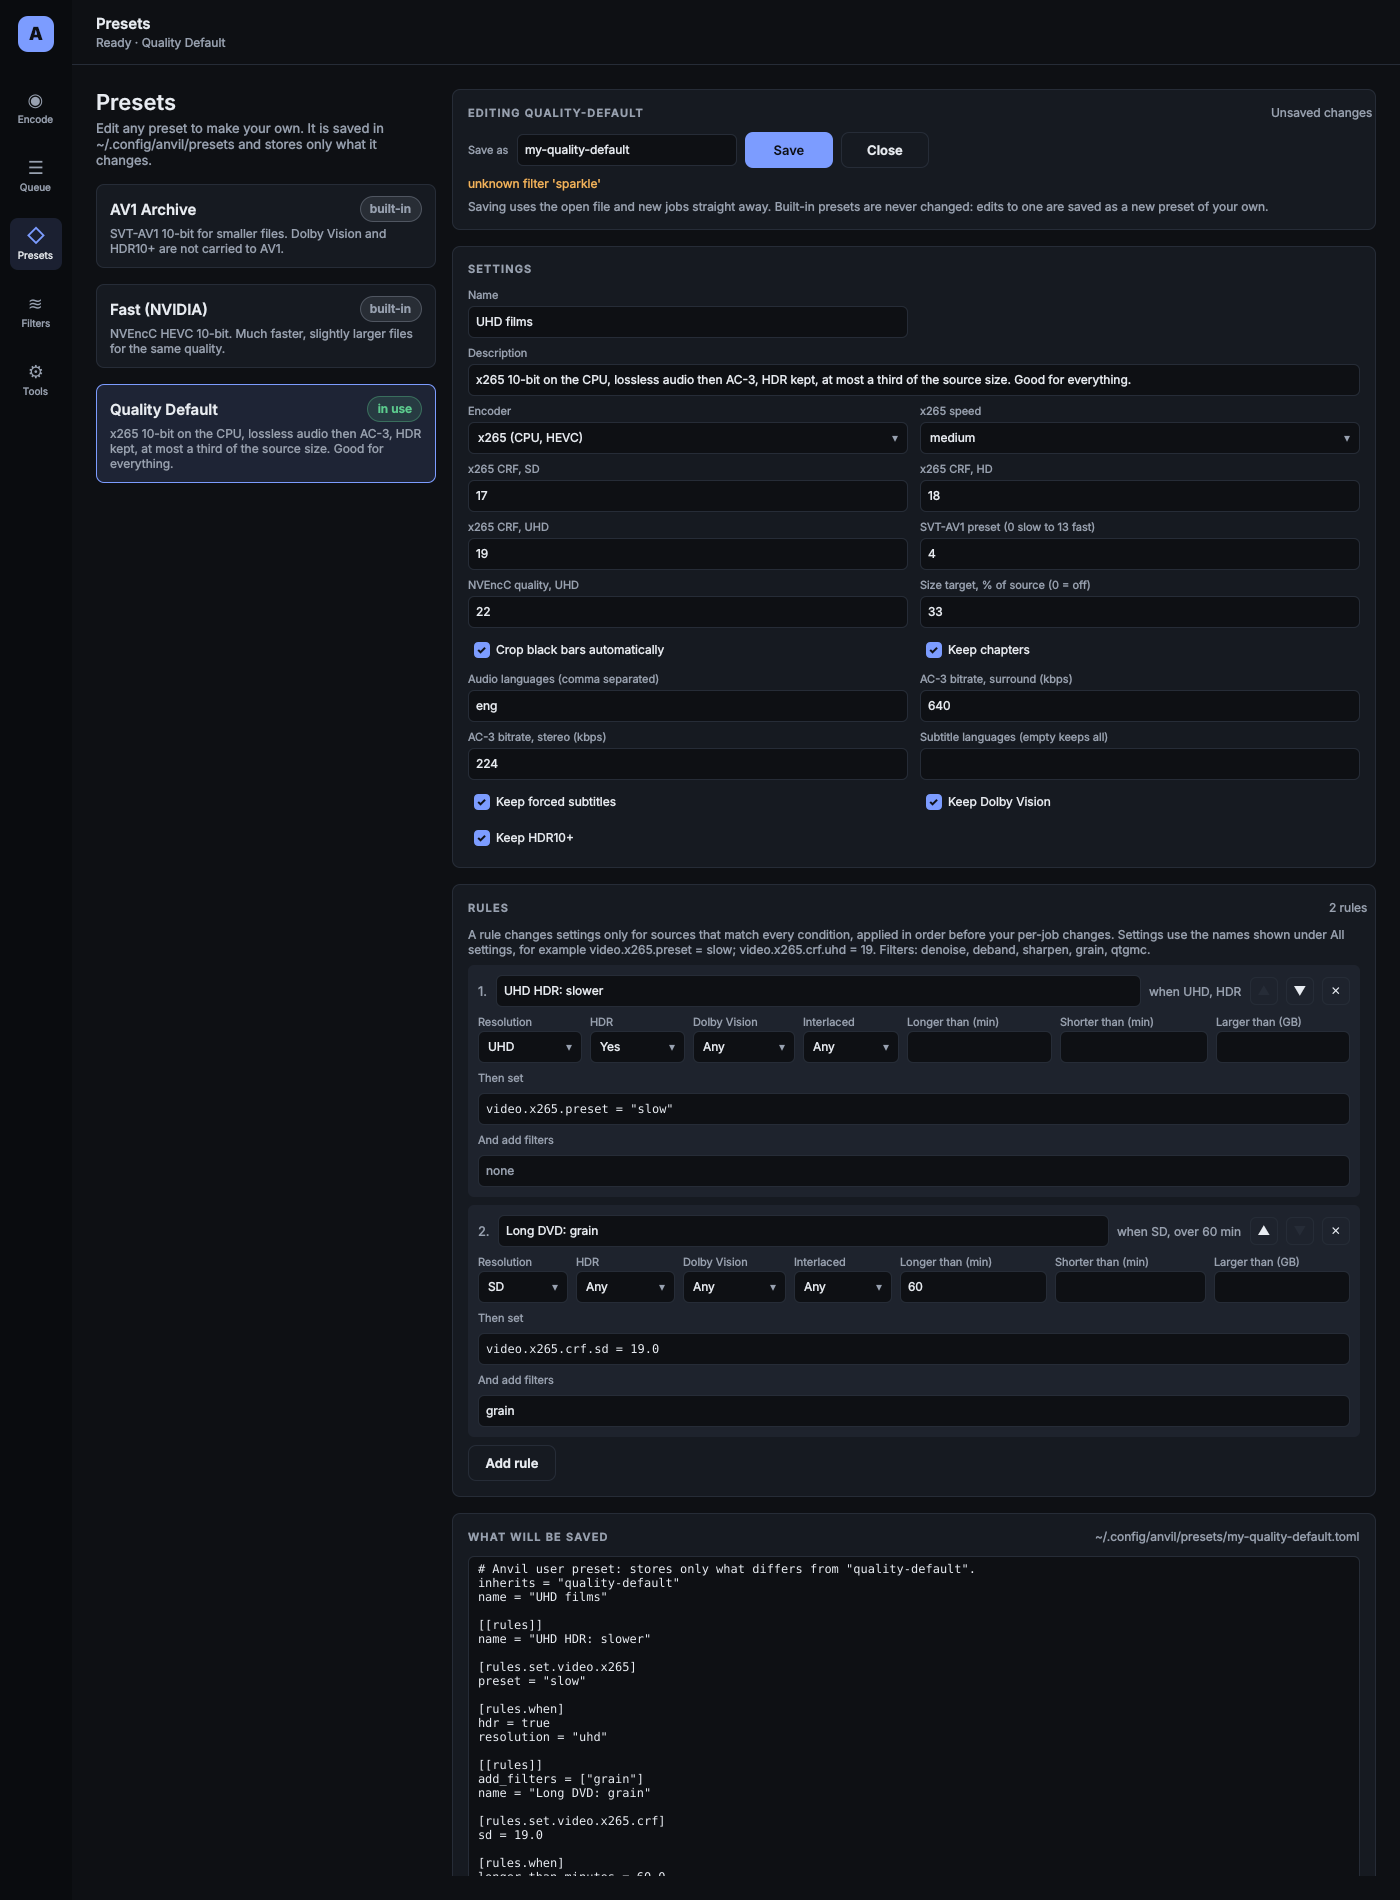 A
Encode
Queue
Presets
Filters
Tools
Presets
Ready · Quality Default
Presets
Edit any preset to make your own. It is saved in
~/.config/anvil/presets and stores only what it
changes.
AV1 Archive
built-in
SVT-AV1 10-bit for smaller files. Dolby Vision and
HDR10+ are not carried to AV1.
Fast (NVIDIA)
built-in
NVEncC HEVC 10-bit. Much faster, slightly larger files
for the same quality.
Quality Default
in use
x265 10-bit on the CPU, lossless audio then AC-3, HDR
kept, at most a third of the source size. Good for
everything.
EDITING QUALITY-DEFAULT
Unsaved changes
Save as
my-quality-default
Save
Close
unknown filter 'sparkle'
Saving uses the open file and new jobs straight away. Built-in presets are never changed: edits to one are saved as a new preset of your own.
SETTINGS
Name
UHD films
Description
x265 10-bit on the CPU, lossless audio then AC-3, HDR kept, at most a third of the source size. Good for everything.
Encoder
x265 speed
x265 (CPU, HEVC)
medium
x265 CRF, SD
x265 CRF, HD
17
18
x265 CRF, UHD
SVT-AV1 preset (0 slow to 13 fast)
19
4
NVEncC quality, UHD
Size target, % of source (0 = off)
22
33
Crop black bars automatically
Keep chapters
Audio languages (comma separated)
AC-3 bitrate, surround (kbps)
eng
640
AC-3 bitrate, stereo (kbps)
Subtitle languages (empty keeps all)
224
Keep forced subtitles
Keep Dolby Vision
Keep HDR10+
RULES
2 rules
A rule changes settings only for sources that match every condition, applied in order before your per-job changes. Settings use the names shown under All
settings, for example video.x265.preset = slow; video.x265.crf.uhd = 19. Filters: denoise, deband, sharpen, grain, qtgmc.
1.
UHD HDR: slower
when UHD, HDR
Resolution
HDR
Dolby Vision
Interlaced
Longer than (min)
Shorter than (min)
Larger than (GB)
UHD
Yes
Any
Any
Then set
video.x265.preset = "slow"
And add filters
none
2.
Long DVD: grain
when SD, over 60 min
Resolution
HDR
Dolby Vision
Interlaced
Longer than (min)
Shorter than (min)
Larger than (GB)
SD
Any
Any
Any
60
Then set
video.x265.crf.sd = 19.0
And add filters
grain
Add rule
WHAT WILL BE SAVED
~/.config/anvil/presets/my-quality-default.toml
# Anvil user preset: stores only what differs from "quality-default".
inherits = "quality-default"
name = "UHD films"
[[rules]]
name = "UHD HDR: slower"
[rules.set.video.x265]
preset = "slow"
[rules.when]
hdr = true
resolution = "uhd"
[[rules]]
add_filters = ["grain"]
name = "Long DVD: grain"
[rules.set.video.x265.crf]
sd = 19.0
[rules.when]